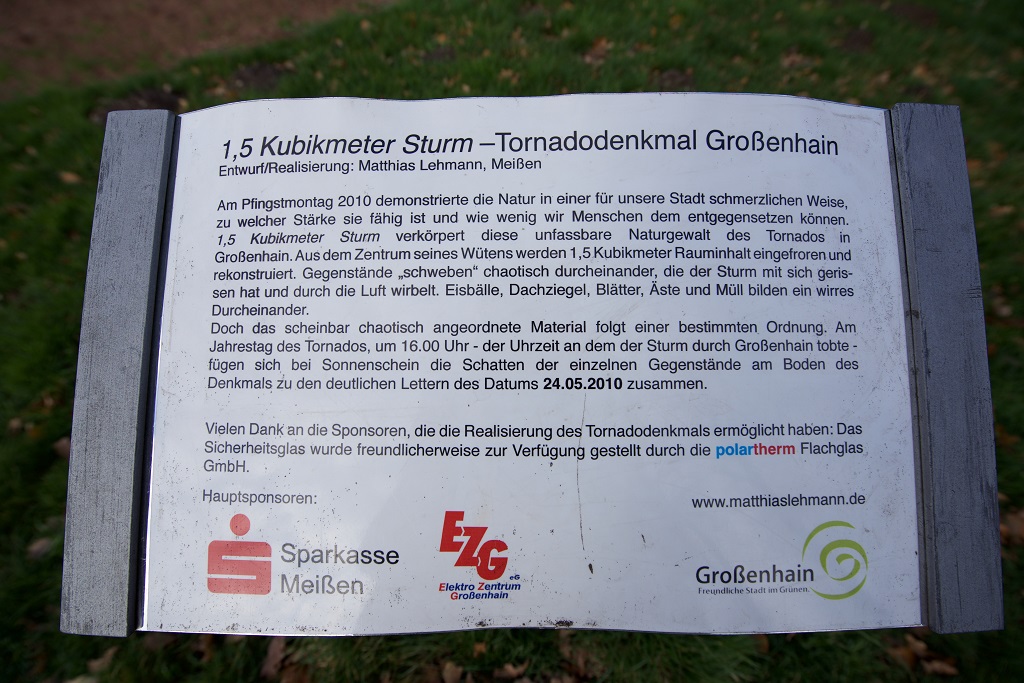 1,5 Kubikmeter Sturm –Tornadodenkmal Großenhain
Entwurf/Realisierung: Matthias Lehmann, Meißen
Am Pfingstmontag 2010 demonstrierte die Natur in einer für unsere Stadt schmerzlichen Weise,
zu welcher Stärke sie fähig ist und wie wenig wir Menschen dem entgegensetzen können.
1,5 Kubikmeter Sturm verkörpert diese unfassbare Naturgewalt des Tornados in
Großenhain. Aus dem Zentrum seines Wütens werden 1,5 Kubikmeter Rauminhalt eingefroren und
rekonstruiert. Gegenstände „schweben“ chaotisch durcheinander, die der Sturm mit sich geris-
sen hat und durch die Luft wirbelt. Eisbälle, Dachziegel, Blätter, Äste und Müll bilden ein wirres
Durcheinander.
Doch das scheinbar chaotisch angeordnete Material folgt einer bestimmten Ordnung. Am
Jahrestag des Tornados, um 16.00 Uhr - der Uhrzeit an dem der Sturm durch Großenhain tobte -
fügen sich bei Sonnenschein die Schatten der einzelnen Gegenstände am Boden des
Denkmals zu den deutlichen Lettern des Datums 24.05.2010 zusammen.
Vielen Dank an die Sponsoren, die die Realisierung des Tornadodenkmals ermöglicht haben: Das
Sicherheitsglas wurde freundlicherweise zur Verfügung gestellt durch die polartherm Flachglas
GmbH.
Hauptsponsoren:
www.matthiaslehmann.de
Sparkasse
Meißen
EZG
eG
Elektro Zentrum
Großenhain
Großenhain
Freundliche Stadt im Grünen.